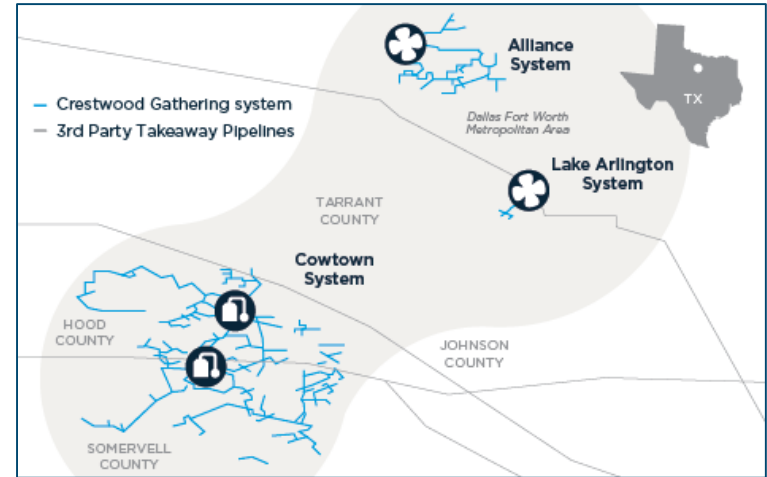 Alliance
System
TX
Crestwood Gathering system
3rd Party Takeaway Pipelines
Dallas Fort Worth
Metropolitan Area
Lake Arlington
System
TARRANT
COUNTY
Cowtown
System
HOOD
COUNTY
JOHNSON
COUNTY
SOMERVELL
COUNTY